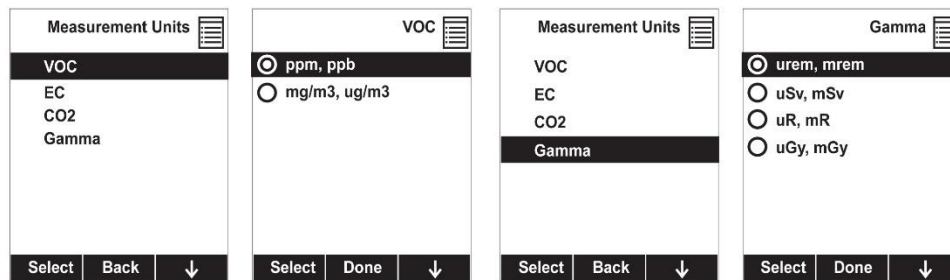 Measurement Units
VOC
EC
CO2
Gamma
Select Back ↓
VOC
ppm, ppb
mg/m3, ug/m3
Select Done ↓
Measurement Units
VOC
EC
CO2
Gamma
Select Back ↓
Gamma
urem, mrem
uSv, mSv
uR, mR
uGy, mGy
Select Done ↓